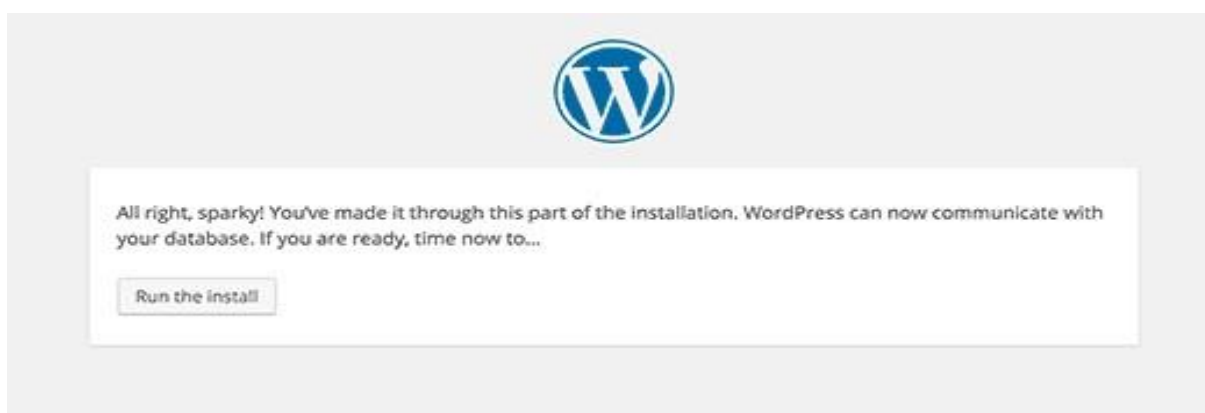 All right, sparky! You've made it through this part of the installation. WordPress can now communicate with
your database. If you are ready, time now to...
Run the install